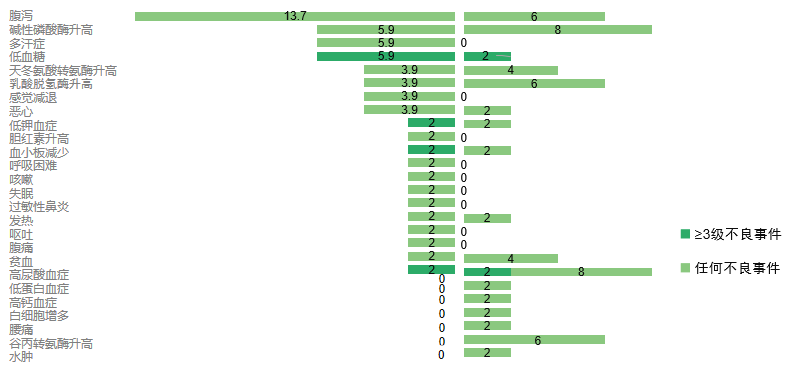 腹泻 13.7 6
碱性磷酸酶升高 5.9 8
多汗症 5.9 0
低血糖 5.9 2
天冬氨酸转氨酶升高 3.9 4
乳酸脱氢酶升高 3.9 6
感觉减退 3.9 0
恶心 3.9 2
低钾血症 2 2
胆红素升高 2 0
血小板减少 2 2
呼吸困难 2 0
咳嗽 2 0
失眠 2 0
过敏性鼻炎 2 0
发热 2 2
呕吐 2 0
腹痛 2 0
贫血 2 4
高尿酸血症 2 2 8
低蛋白血症 0 2
高钙血症 0 2
白细胞增多 0 2
腰痛 0 2
谷丙转氨酶升高 0 6
水肿 0 2
0
≥3级不良事件
任何不良事件